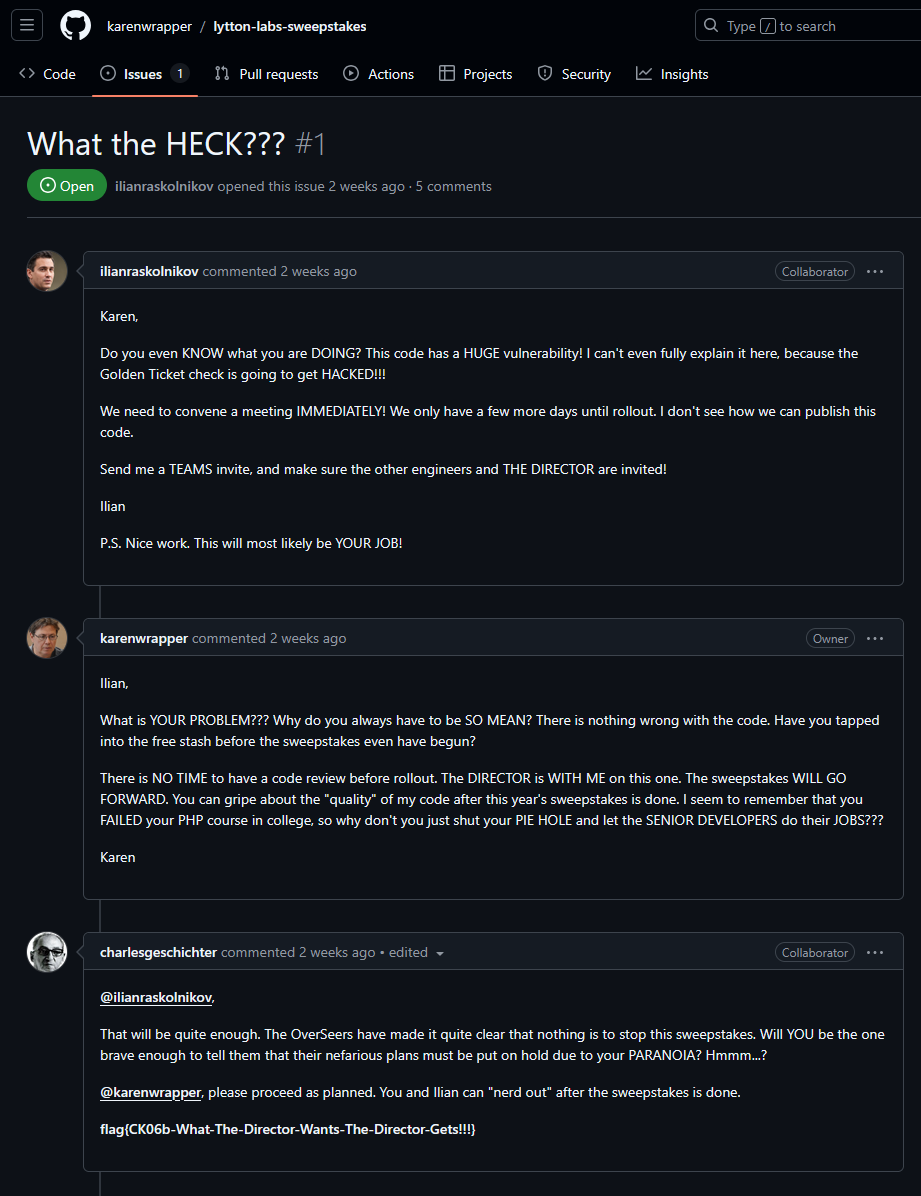 karenwrapper / lytton-labs-sweepstakes
Type / to search
Code
Issues 1
Pull requests
Actions
Projects
Security
Insights
What the HECK??? #1
Open
ilianraskolnikov opened this issue 2 weeks ago · 5 comments
ilianraskolnikov commented 2 weeks ago
Collaborator
Karen,
Do you even KNOW what you are DOING? This code has a HUGE vulnerability! I can't even fully explain it here, because the
Golden Ticket check is going to get HACKED!!!
We need to convene a meeting IMMEDIATELY! We only have a few more days until rollout. I don't see how we can publish this
code.
Send me a TEAMS invite, and make sure the other engineers and THE DIRECTOR are invited!
Ilian
P.S. Nice work. This will most likely be YOUR JOB!
karenwrapper commented 2 weeks ago
Owner
Ilian,
What is YOUR PROBLEM??? Why do you always have to be SO MEAN? There is nothing wrong with the code. Have you tapped
into the free stash before the sweepstakes even have begun?
There is NO TIME to have a code review before rollout. The DIRECTOR is WITH ME on this one. The sweepstakes WILL GO
FORWARD. You can gripe about the "quality" of my code after this year's sweepstakes is done. I seem to remember that you
FAILED your PHP course in college, so why don't you just shut your PIE HOLE and let the SENIOR DEVELOPERS do their JOBS???
Karen
charlesgeschichter commented 2 weeks ago • edited
Collaborator
@ilianraskolnikov,
That will be quite enough. The OverSeers have made it quite clear that nothing is to stop this sweepstakes. Will YOU be the one
brave enough to tell them that their nefarious plans must be put on hold due to your PARANOIA? Hmmm...?
@karenwrapper, please proceed as planned. You and Ilian can "nerd out" after the sweepstakes is done.
flag{CK06b-What-The-Director-Wants-The-Director-Gets!!!}